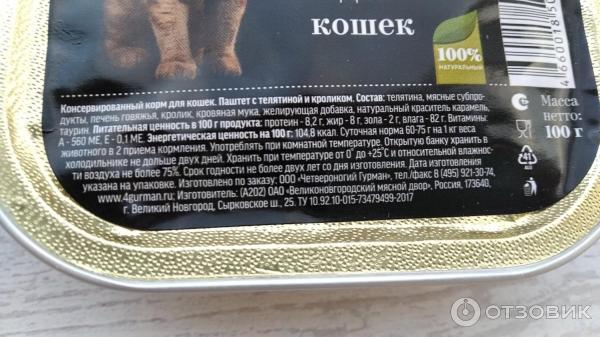 кошек
100%
НАТУРАЛЬНЫЙ
Масса
нетто:
100 г
41
ALU
Консервированный корм для кошек. Паштет с телятиной и кроликом. Состав: телятина, мясные субпро-
дукты, печень говяжья, кролик, кровяная мука, желирующая добавка, натуральный краситель карамель,
таурин. Питательная ценность в 100 г продукта: протеин - 8,2 г, жир - 8 г, зола - 2 г, влага - 82 г. Витамины:
А - 560 МЕ, Е - 0,1 МЕ. Энергетическая ценность на 100 г: 104,8 ккал. Суточная норма 60-75 г на 1 кг веса
животного в 2 приема кормления. Употреблять при комнатной температуре. Открытую банку хранить в
холодильнике не дольше двух дней. Хранить при температуре от 0° до +25°С и относительной влажнос-
ти воздуха не более 75%. Срок годности не более двух лет со дня изготовления. Дата изготовления
указана на упаковке. Изготовлено по заказу: ООО «Четвероногий Гурман», тел./факс 8 (495) 921-30-74,
www.4gurman.ru; Изготовитель: (А202) ОАО «Великоновгородский мясной двор», Россия, 173640,
г. Великий Новгород, Сырковское ш., 25. ТУ 10.92.10-015-73479499-2017
ОТЗОВИК